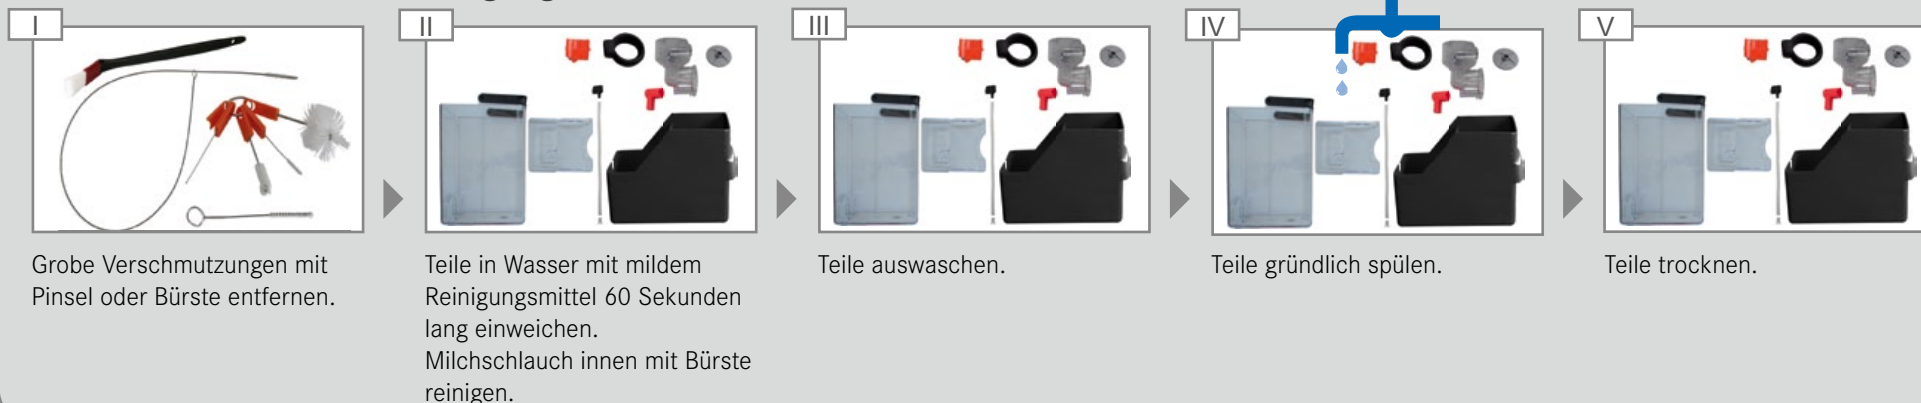 I
II
III
IV
V
Grobe Verschmutzungen mit
Pinsel oder Bürste entfernen.
Teile in Wasser mit mildem
Reinigungsmittel 60 Sekunden
lang einweichen.
Milchschlauch innen mit Bürste
reinigen.
Teile auswaschen.
Teile gründlich spülen.
Teile trocknen.